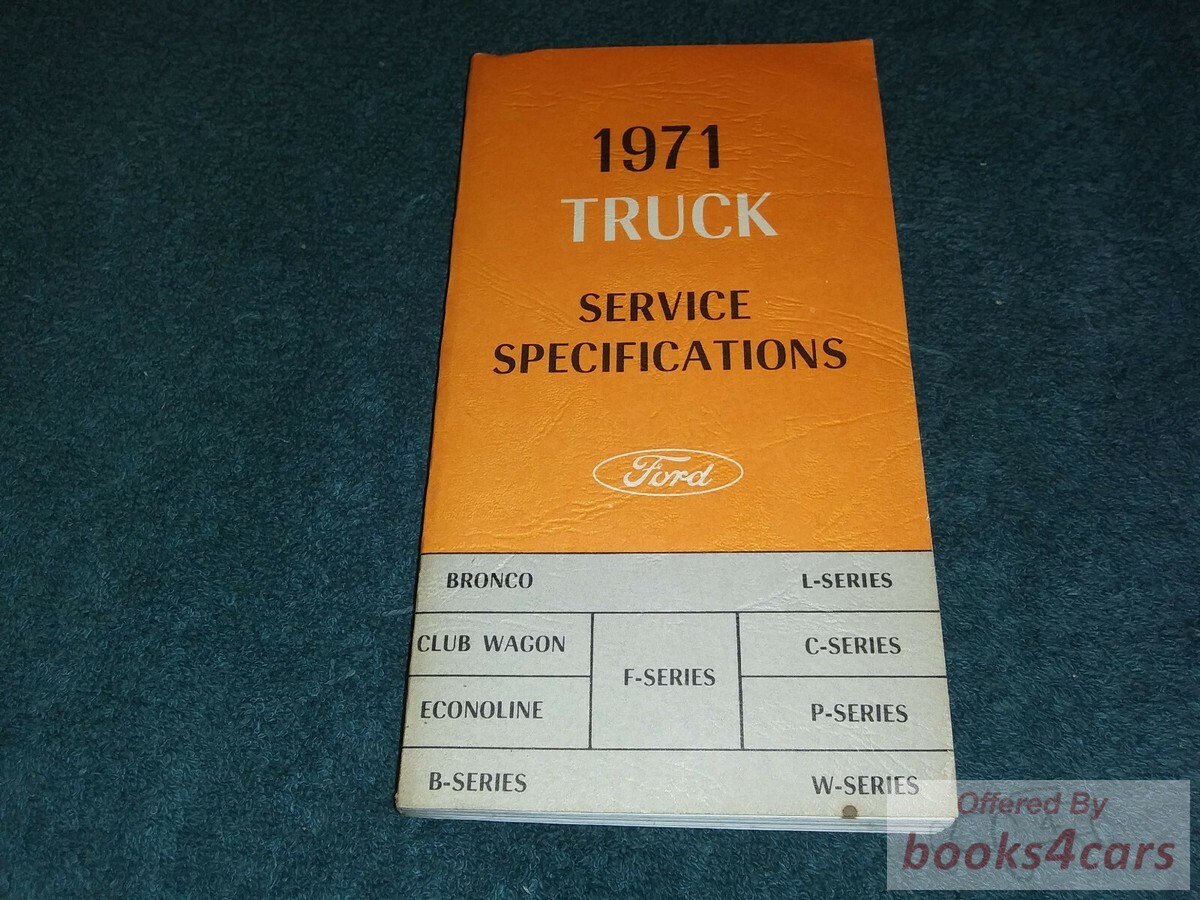 1971
TRUCK
SERVICE
SPECIFICATIONS
Ford
BRONCO
L-SERIES
CLUB WAGON
C-SERIES
F-SERIES
ECONOLINE
P-SERIES
B-SERIES
W-SERIES
Offered By
books4cars